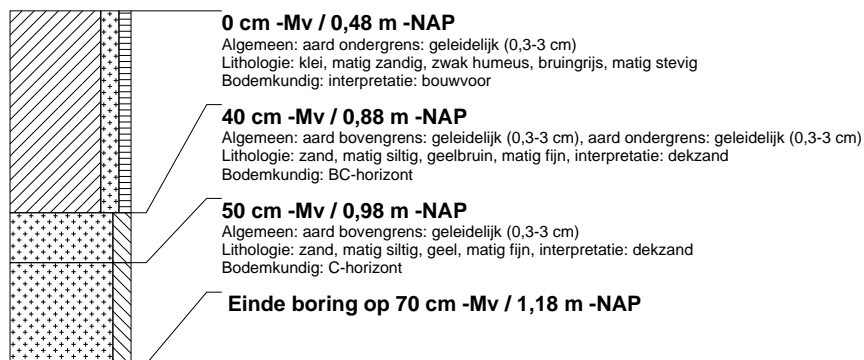 0 cm -Mv / 0,48 m -NAP
Algemeen: aard ondergrens: geleidelijk (0,3-3 cm)
Lithologie: klei, matig zandig, zwak humeus, bruingrijs, matig stevig
Bodemkundig: interpretatie: bouwvoor
40 cm -Mv / 0,88 m -NAP
Algemeen: aard bovengrens: geleidelijk (0,3-3 cm), aard ondergrens: geleidelijk (0,3-3 cm)
Lithologie: zand, matig siltig, geelbruin, matig fijn, interpretatie: dekzand
Bodemkundig: BC-horizont
50 cm -Mv / 0,98 m -NAP
Algemeen: aard bovengrens: geleidelijk (0,3-3 cm)
Lithologie: zand, matig siltig, geel, matig fijn, interpretatie: dekzand
Bodemkundig: C-horizont
Einde boring op 70 cm -Mv / 1,18 m -NAP